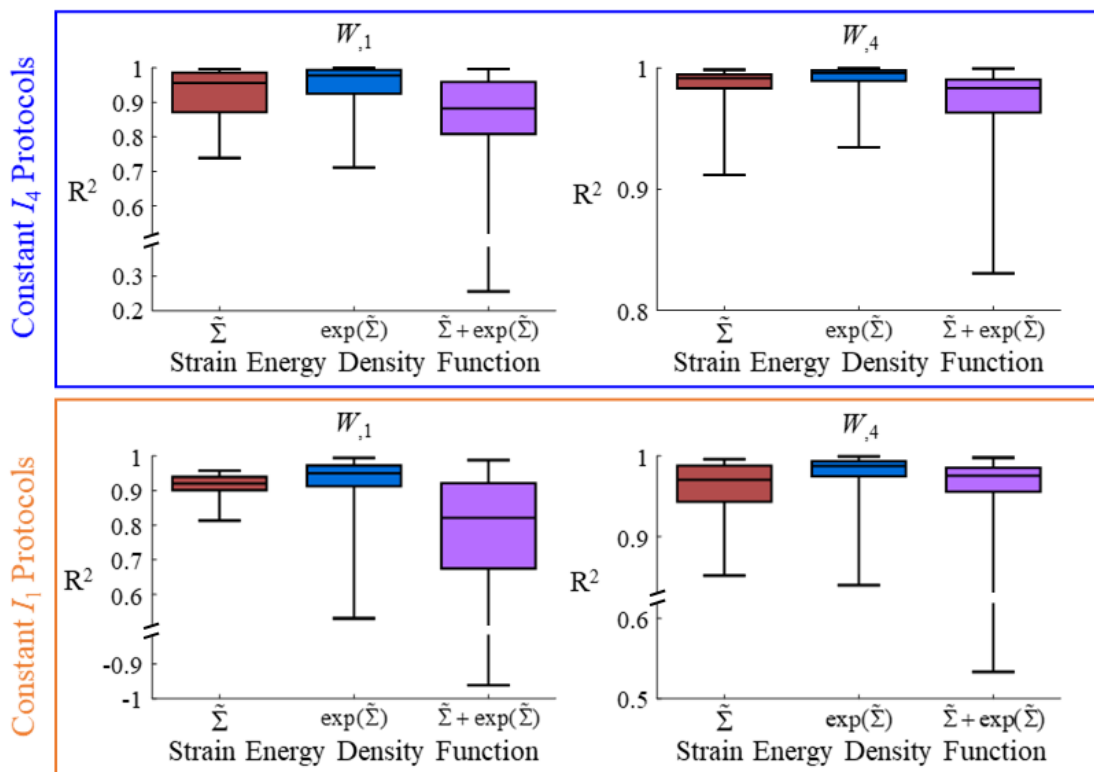 Constant I₄ Protocols
W,₁
1
0.9
0.8
0.7
R²
0.6
0.3
0.2
Σ̃
exp(Σ̃)
Σ̃ + exp(Σ̃)
Strain Energy Density Function
W,₄
1
R²
0.9
0.8
Σ̃
exp(Σ̃)
Σ̃ + exp(Σ̃)
Strain Energy Density Function
Constant I₁ Protocols
W,₁
1
0.9
0.8
0.7
R²
0.6
-0.9
-1
Σ̃
exp(Σ̃)
Σ̃ + exp(Σ̃)
Strain Energy Density Function
W,₄
1
0.9
R²
0.6
0.5
Σ̃
exp(Σ̃)
Σ̃ + exp(Σ̃)
Strain Energy Density Function